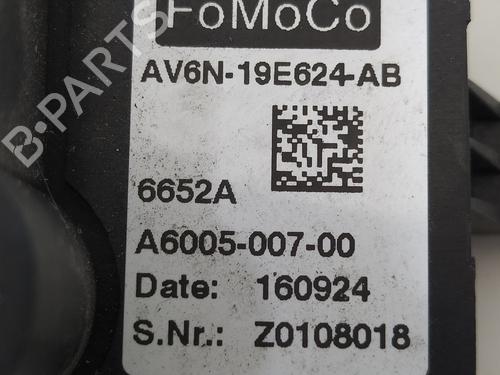 FoMoCo
AV6N-19E624-AB
6652A
A6005-007-00
Date: 160924
S.Nr.: Z0108018
B-PARTS